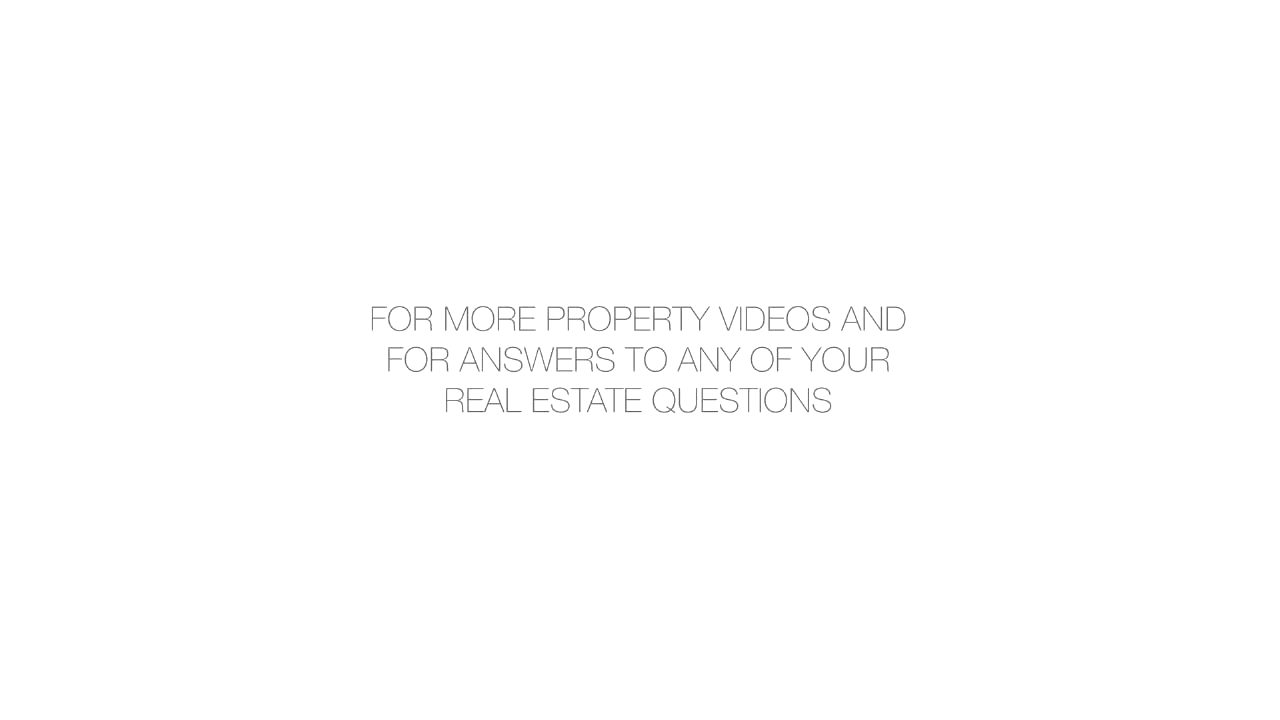 FOR MORE PROPERTY VIDEOS AND
FOR ANSWERS TO ANY OF YOUR
REAL ESTATE QUESTIONS